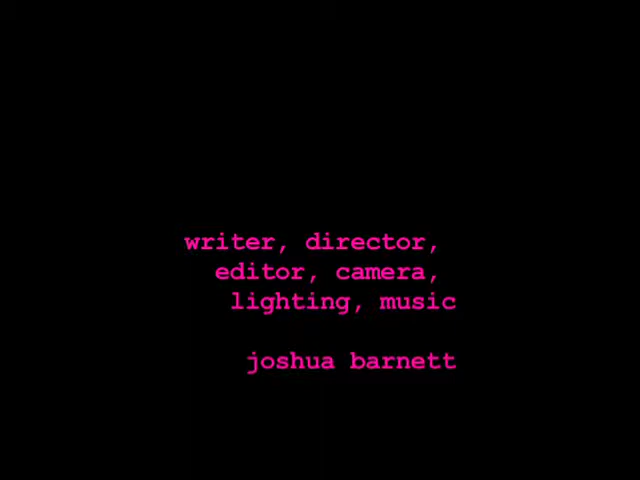 writer, director,
editor, camera,
lighting, music
joshua barnett